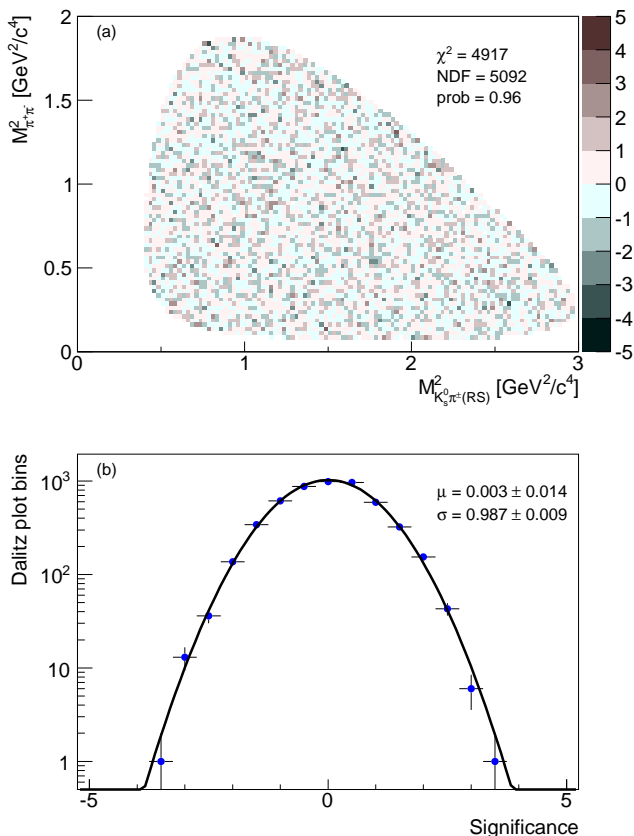 (a)
χ² = 4917
NDF = 5092
prob = 0.96
M²π⁺π⁻ [GeV²/c⁴]
2
1.5
1
0.5
0
0 1 2 3
M²K⁰ₛπ±(RS) [GeV²/c⁴]
5
4
3
2
1
0
-1
-2
-3
-4
-5
(b)
μ = 0.003 ± 0.014
σ = 0.987 ± 0.009
Dalitz plot bins
10³
10²
10
1
-5 0 5
Significance